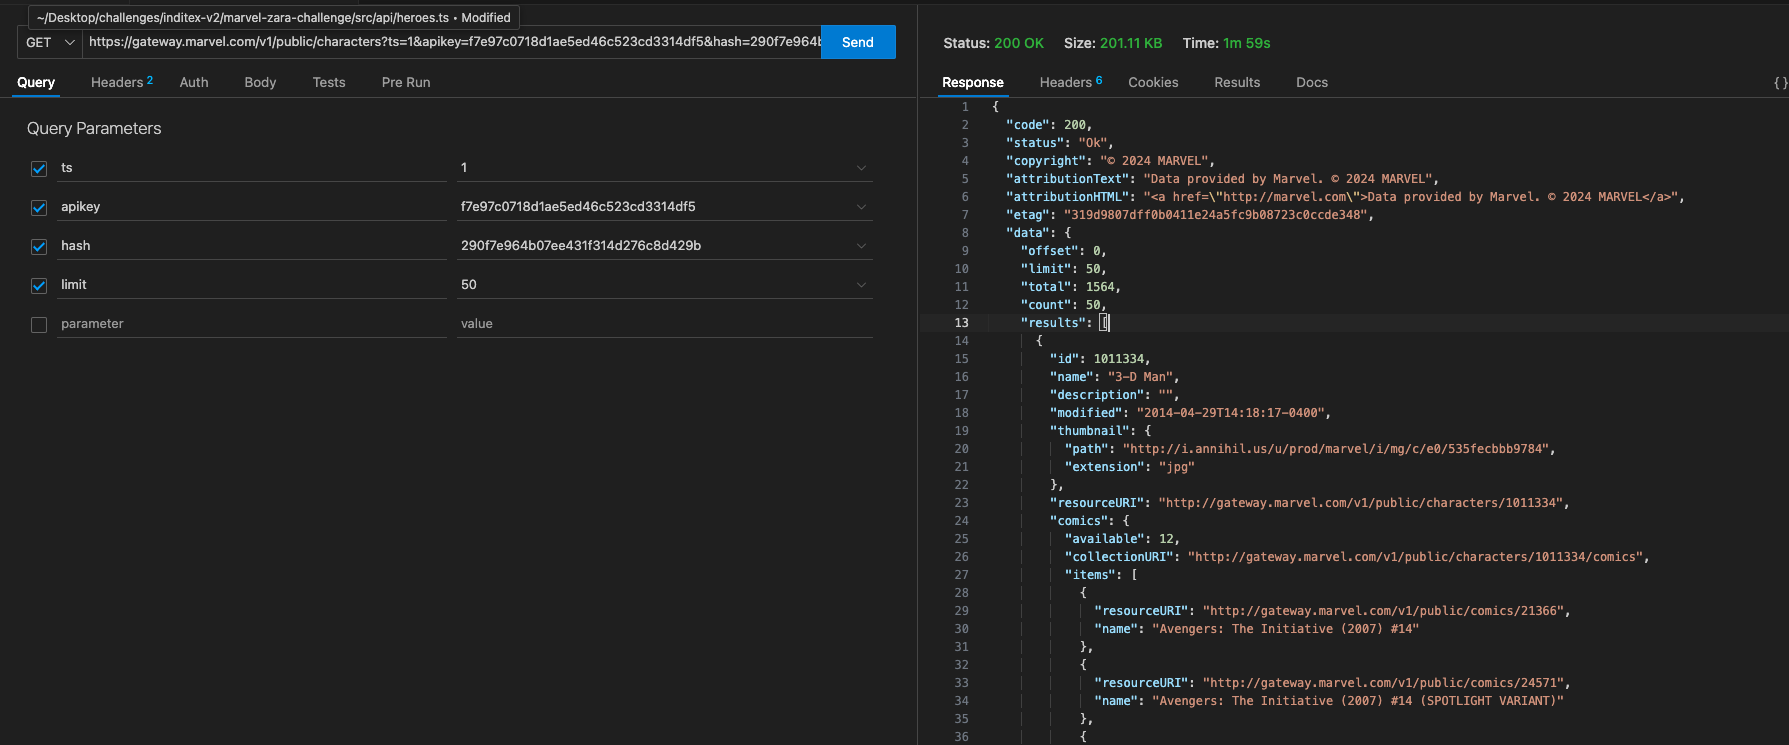 ~/Desktop/challenges/inditex-v2/marvel-zara-challenge/src/api/heroes.ts • Modified
GET https://gateway.marvel.com/v1/public/characters?ts=1&apikey=f7e97c0718d1ae5ed46c523cd3314df5&hash=290f7e964b Send
Query Headers 2 Auth Body Tests Pre Run
Query Parameters
ts 1
apikey f7e97c0718d1ae5ed46c523cd3314df5
hash 290f7e964b07ee431f314d276c8d429b
limit 50
parameter value
Status: 200 OK Size: 201.11 KB Time: 1m 59s
Response Headers 6 Cookies Results Docs { }
1 {
2 "code": 200,
3 "status": "Ok",
4 "copyright": "© 2024 MARVEL",
5 "attributionText": "Data provided by Marvel. © 2024 MARVEL",
6 "attributionHTML": "<a href=\"http://marvel.com\">Data provided by Marvel. © 2024 MARVEL</a>",
7 "etag": "319d9807dff0b0411e24a5fc9b08723c0ccde348",
8 "data": {
9 "offset": 0,
10 "limit": 50,
11 "total": 1564,
12 "count": 50,
13 "results": [
14 {
15 "id": 1011334,
16 "name": "3-D Man",
17 "description": "",
18 "modified": "2014-04-29T14:18:17-0400",
19 "thumbnail": {
20 "path": "http://i.annihil.us/u/prod/marvel/i/mg/c/e0/535fecbbb9784",
21 "extension": "jpg"
22 },
23 "resourceURI": "http://gateway.marvel.com/v1/public/characters/1011334",
24 "comics": {
25 "available": 12,
26 "collectionURI": "http://gateway.marvel.com/v1/public/characters/1011334/comics",
27 "items": [
28 {
29 "resourceURI": "http://gateway.marvel.com/v1/public/comics/21366",
30 "name": "Avengers: The Initiative (2007) #14"
31 },
32 {
33 "resourceURI": "http://gateway.marvel.com/v1/public/comics/24571",
34 "name": "Avengers: The Initiative (2007) #14 (SPOTLIGHT VARIANT)"
35 },
36 {